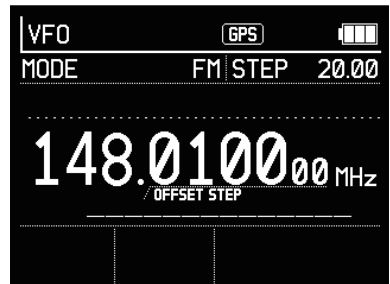 VFO GPS
MODE FM STEP 20.00
148.010000 MHz
/ OFFSET STEP